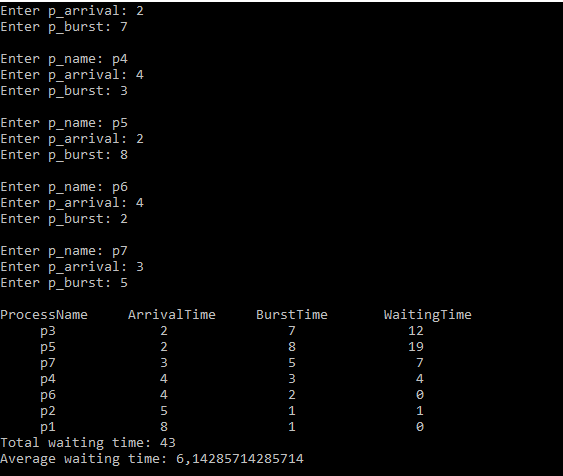 Enter p_arrival: 2
Enter p_burst: 7
Enter p_name: p4
Enter p_arrival: 4
Enter p_burst: 3
Enter p_name: p5
Enter p_arrival: 2
Enter p_burst: 8
Enter p_name: p6
Enter p_arrival: 4
Enter p_burst: 2
Enter p_name: p7
Enter p_arrival: 3
Enter p_burst: 5
ProcessName ArrivalTime BurstTime WaitingTime
p3 2 7 12
p5 2 8 19
p7 3 5 7
p4 4 3 4
p6 4 2 0
p2 5 1 1
p1 8 1 0
Total waiting time: 43
Average waiting time: 6,14285714285714